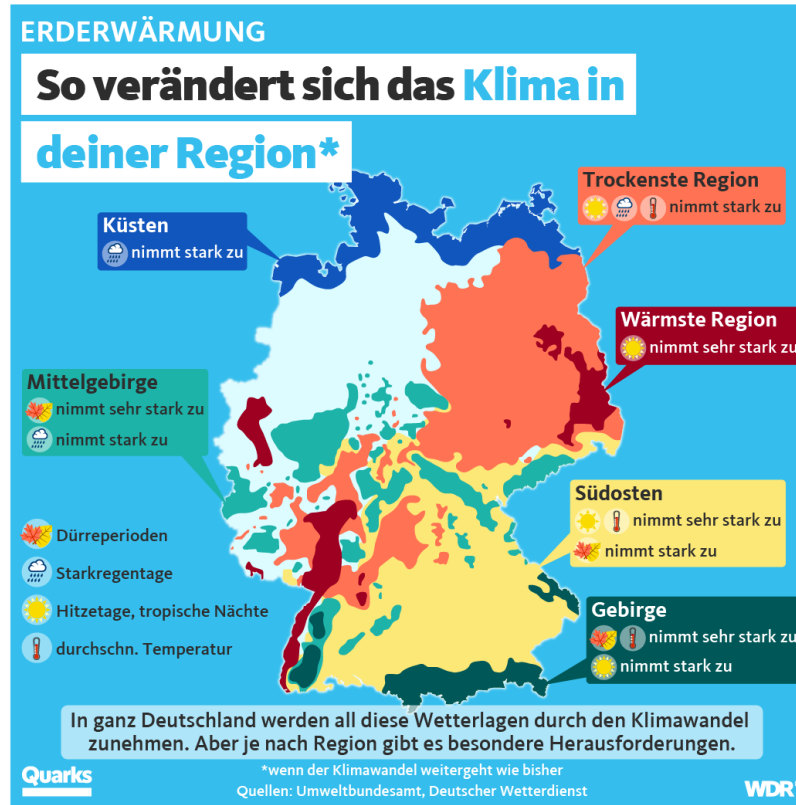 ERDERWÄRMUNG
So verändert sich das Klima in
deiner Region*
Trockenste Region
nimmt stark zu
Küsten
nimmt stark zu
Wärmste Region
nimmt sehr stark zu
Mittelgebirge
nimmt sehr stark zu
nimmt stark zu
Südosten
nimmt sehr stark zu
nimmt stark zu
Dürreperioden
Starkregentage
Hitzetage, tropische Nächte
durchschn. Temperatur
Gebirge
nimmt sehr stark zu
nimmt stark zu
In ganz Deutschland werden all diese Wetterlagen durch den Klimawandel
zunehmen. Aber je nach Region gibt es besondere Herausforderungen.
*wenn der Klimawandel weitergeht wie bisher
Quellen: Umweltbundesamt, Deutscher Wetterdienst
Quarks
WDR